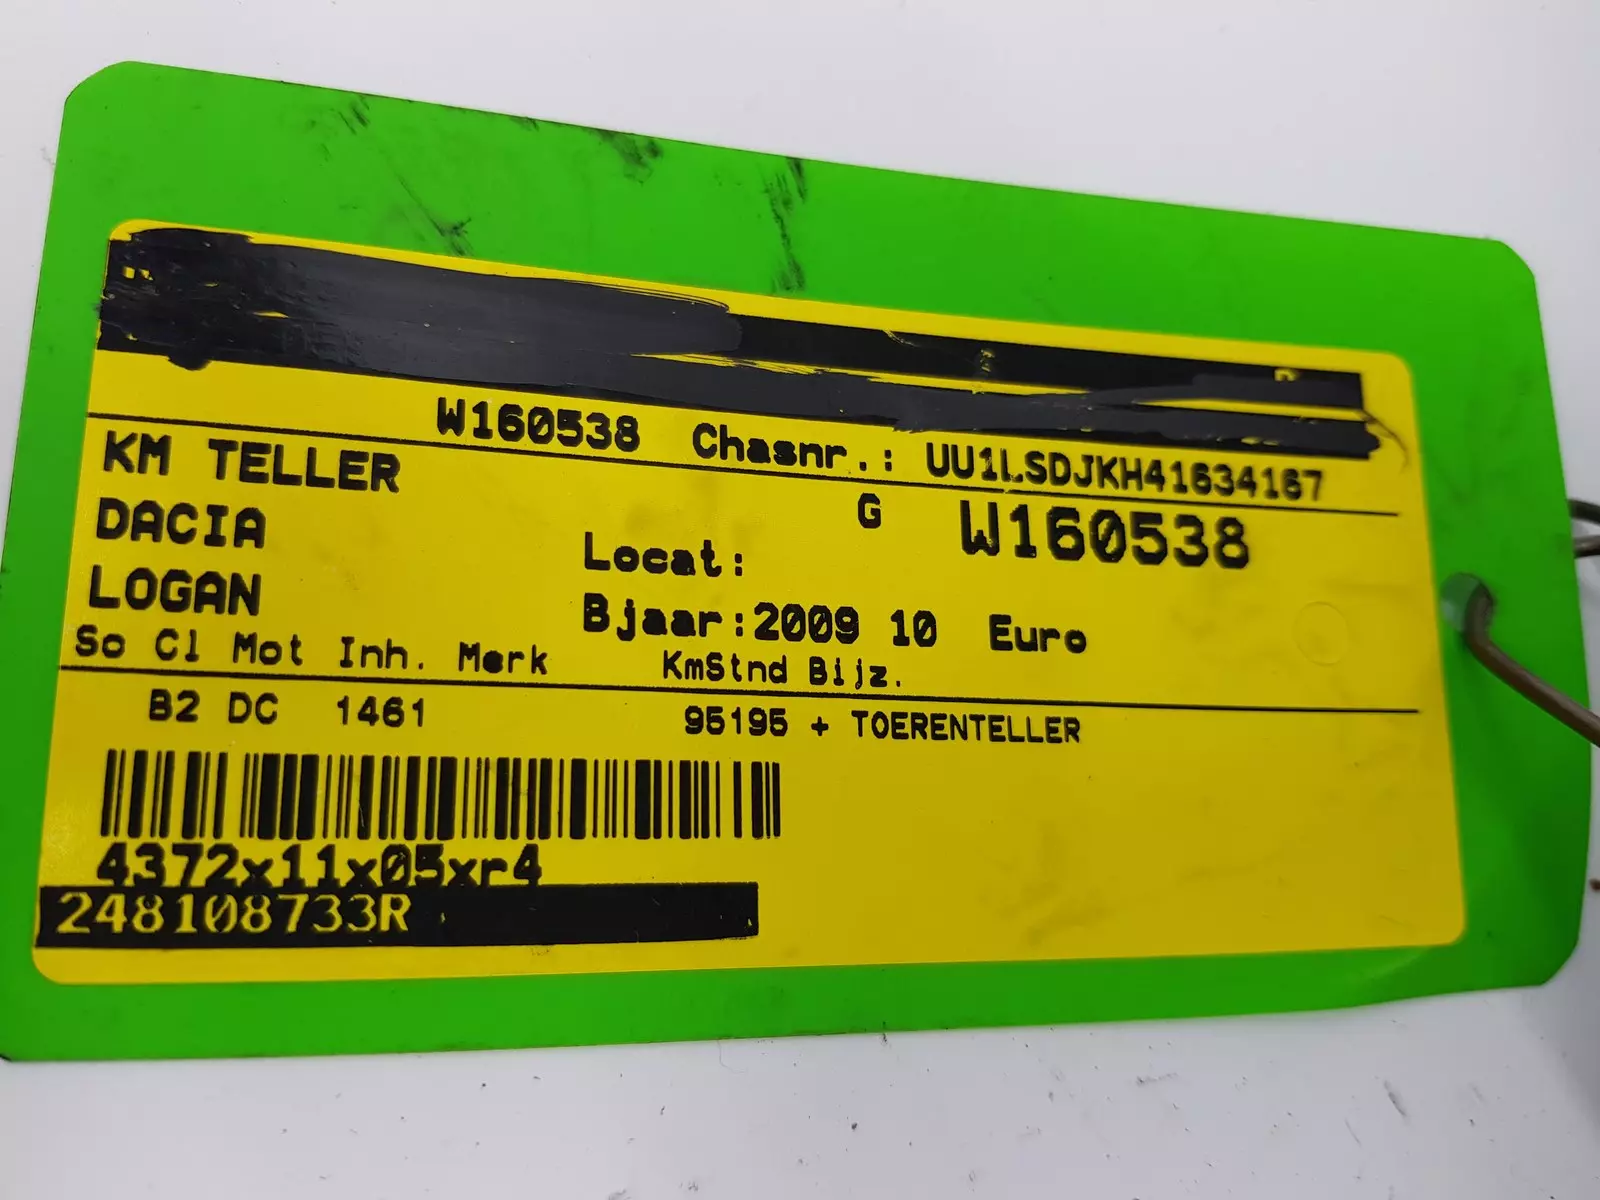 W160538 Chasnr.: UU1LSDJKH41634167
KM TELLER G W160538
DACIA Locat:
LOGAN Bjaar:2009 10 Euro
So Cl Mot Inh. Merk KmStnd Bijz.
B2 DC 1461 95195 + TOERENTELLER
4372x11x05xr4
248108733R